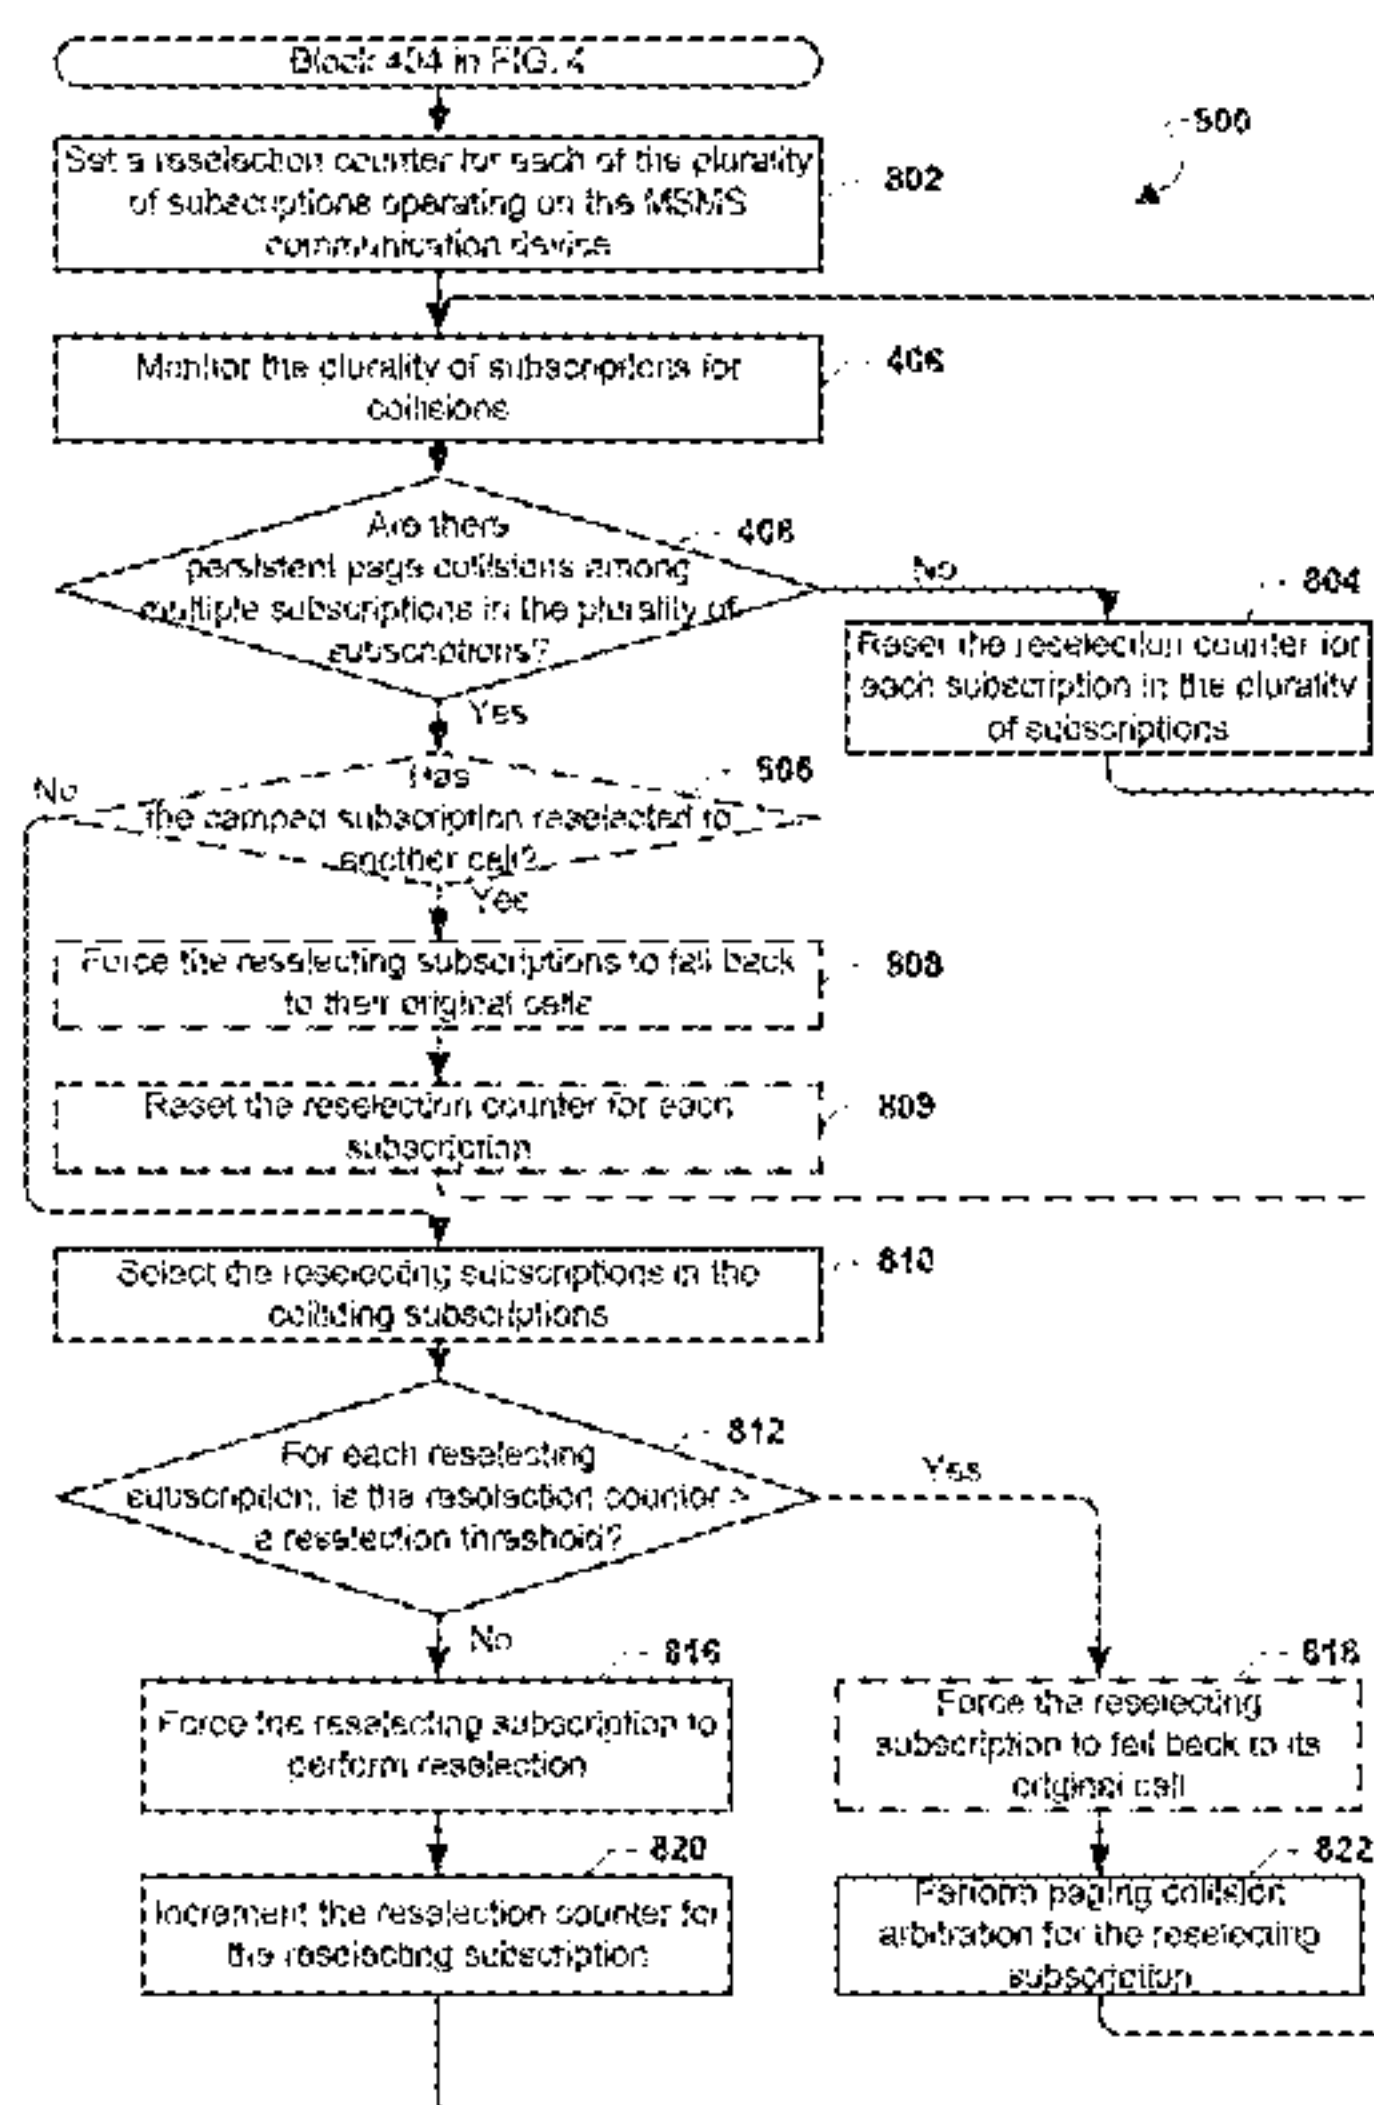 Block 404 in FIG. 4
800
Set a reselection counter for each of the plurality
of subscriptions operating on the MSMS
communication device
802
Monitor the plurality of subscriptions for
collisions
406
Are there
persistent page collisions among
multiple subscriptions in the plurality of
subscriptions?
408
No
804
Reset the reselection counter for
each subscription in the plurality
of subscriptions
Yes
Has
the camped subscription reselected to
another cell?
806
No
Yes
Force the reselecting subscriptions to fall back
to their original cells
808
Reset the reselection counter for each
subscription
809
Select the reselecting subscriptions in the
colliding subscriptions
810
For each reselecting
subscription, is the reselection counter >
a reselection threshold?
812
Yes
No
816
Force the reselecting subscription to
perform reselection
818
Force the reselecting
subscription to fall back to its
original cell
820
Increment the reselection counter for
the reselecting subscription
822
Perform paging collision
arbitration for the reselecting
subscription